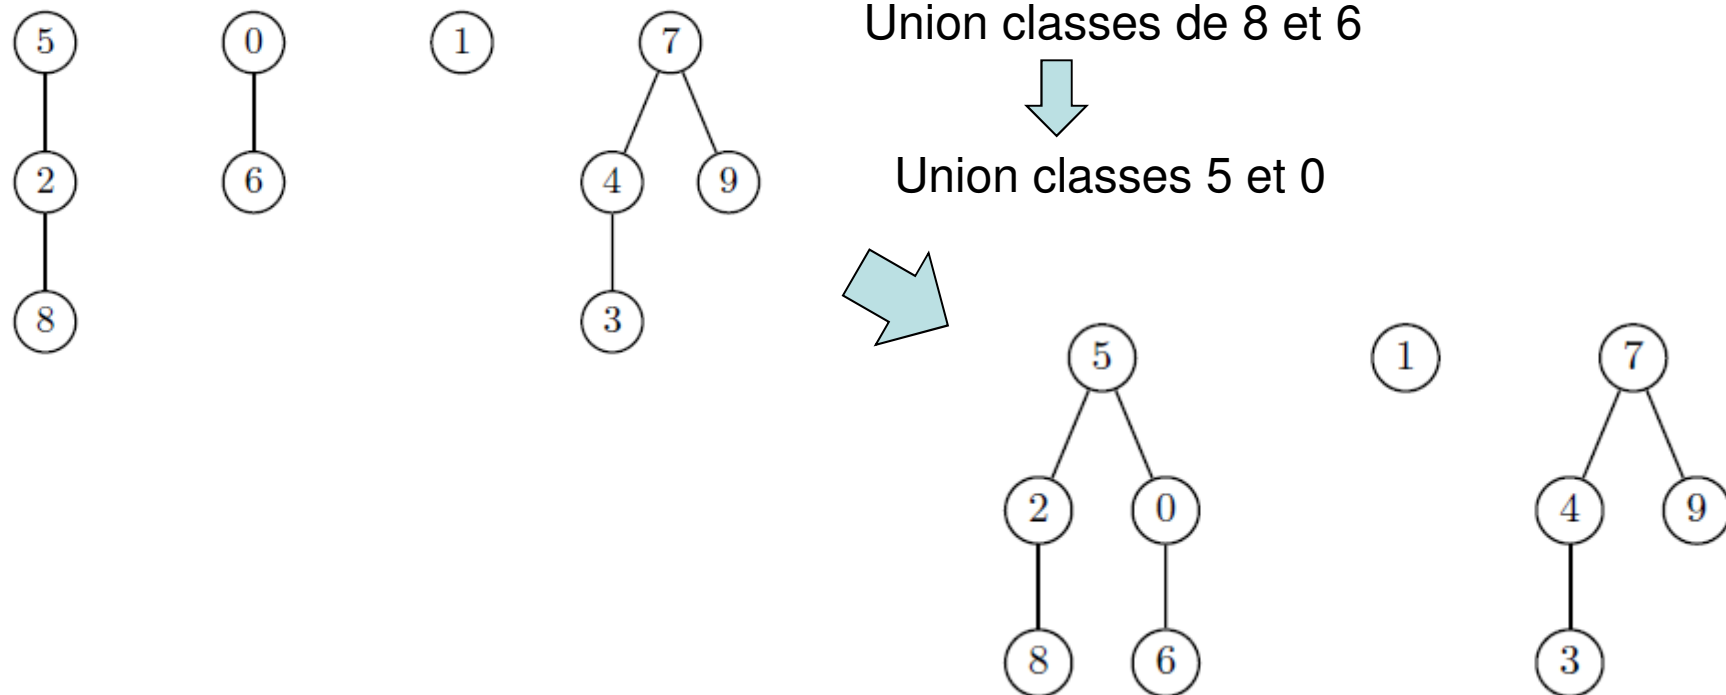 5 0 1 7
Union classes de 8 et 6
2 6 4 9
Union classes 5 et 0
8 3
5 1 7
2 0 4 9
8 6 3